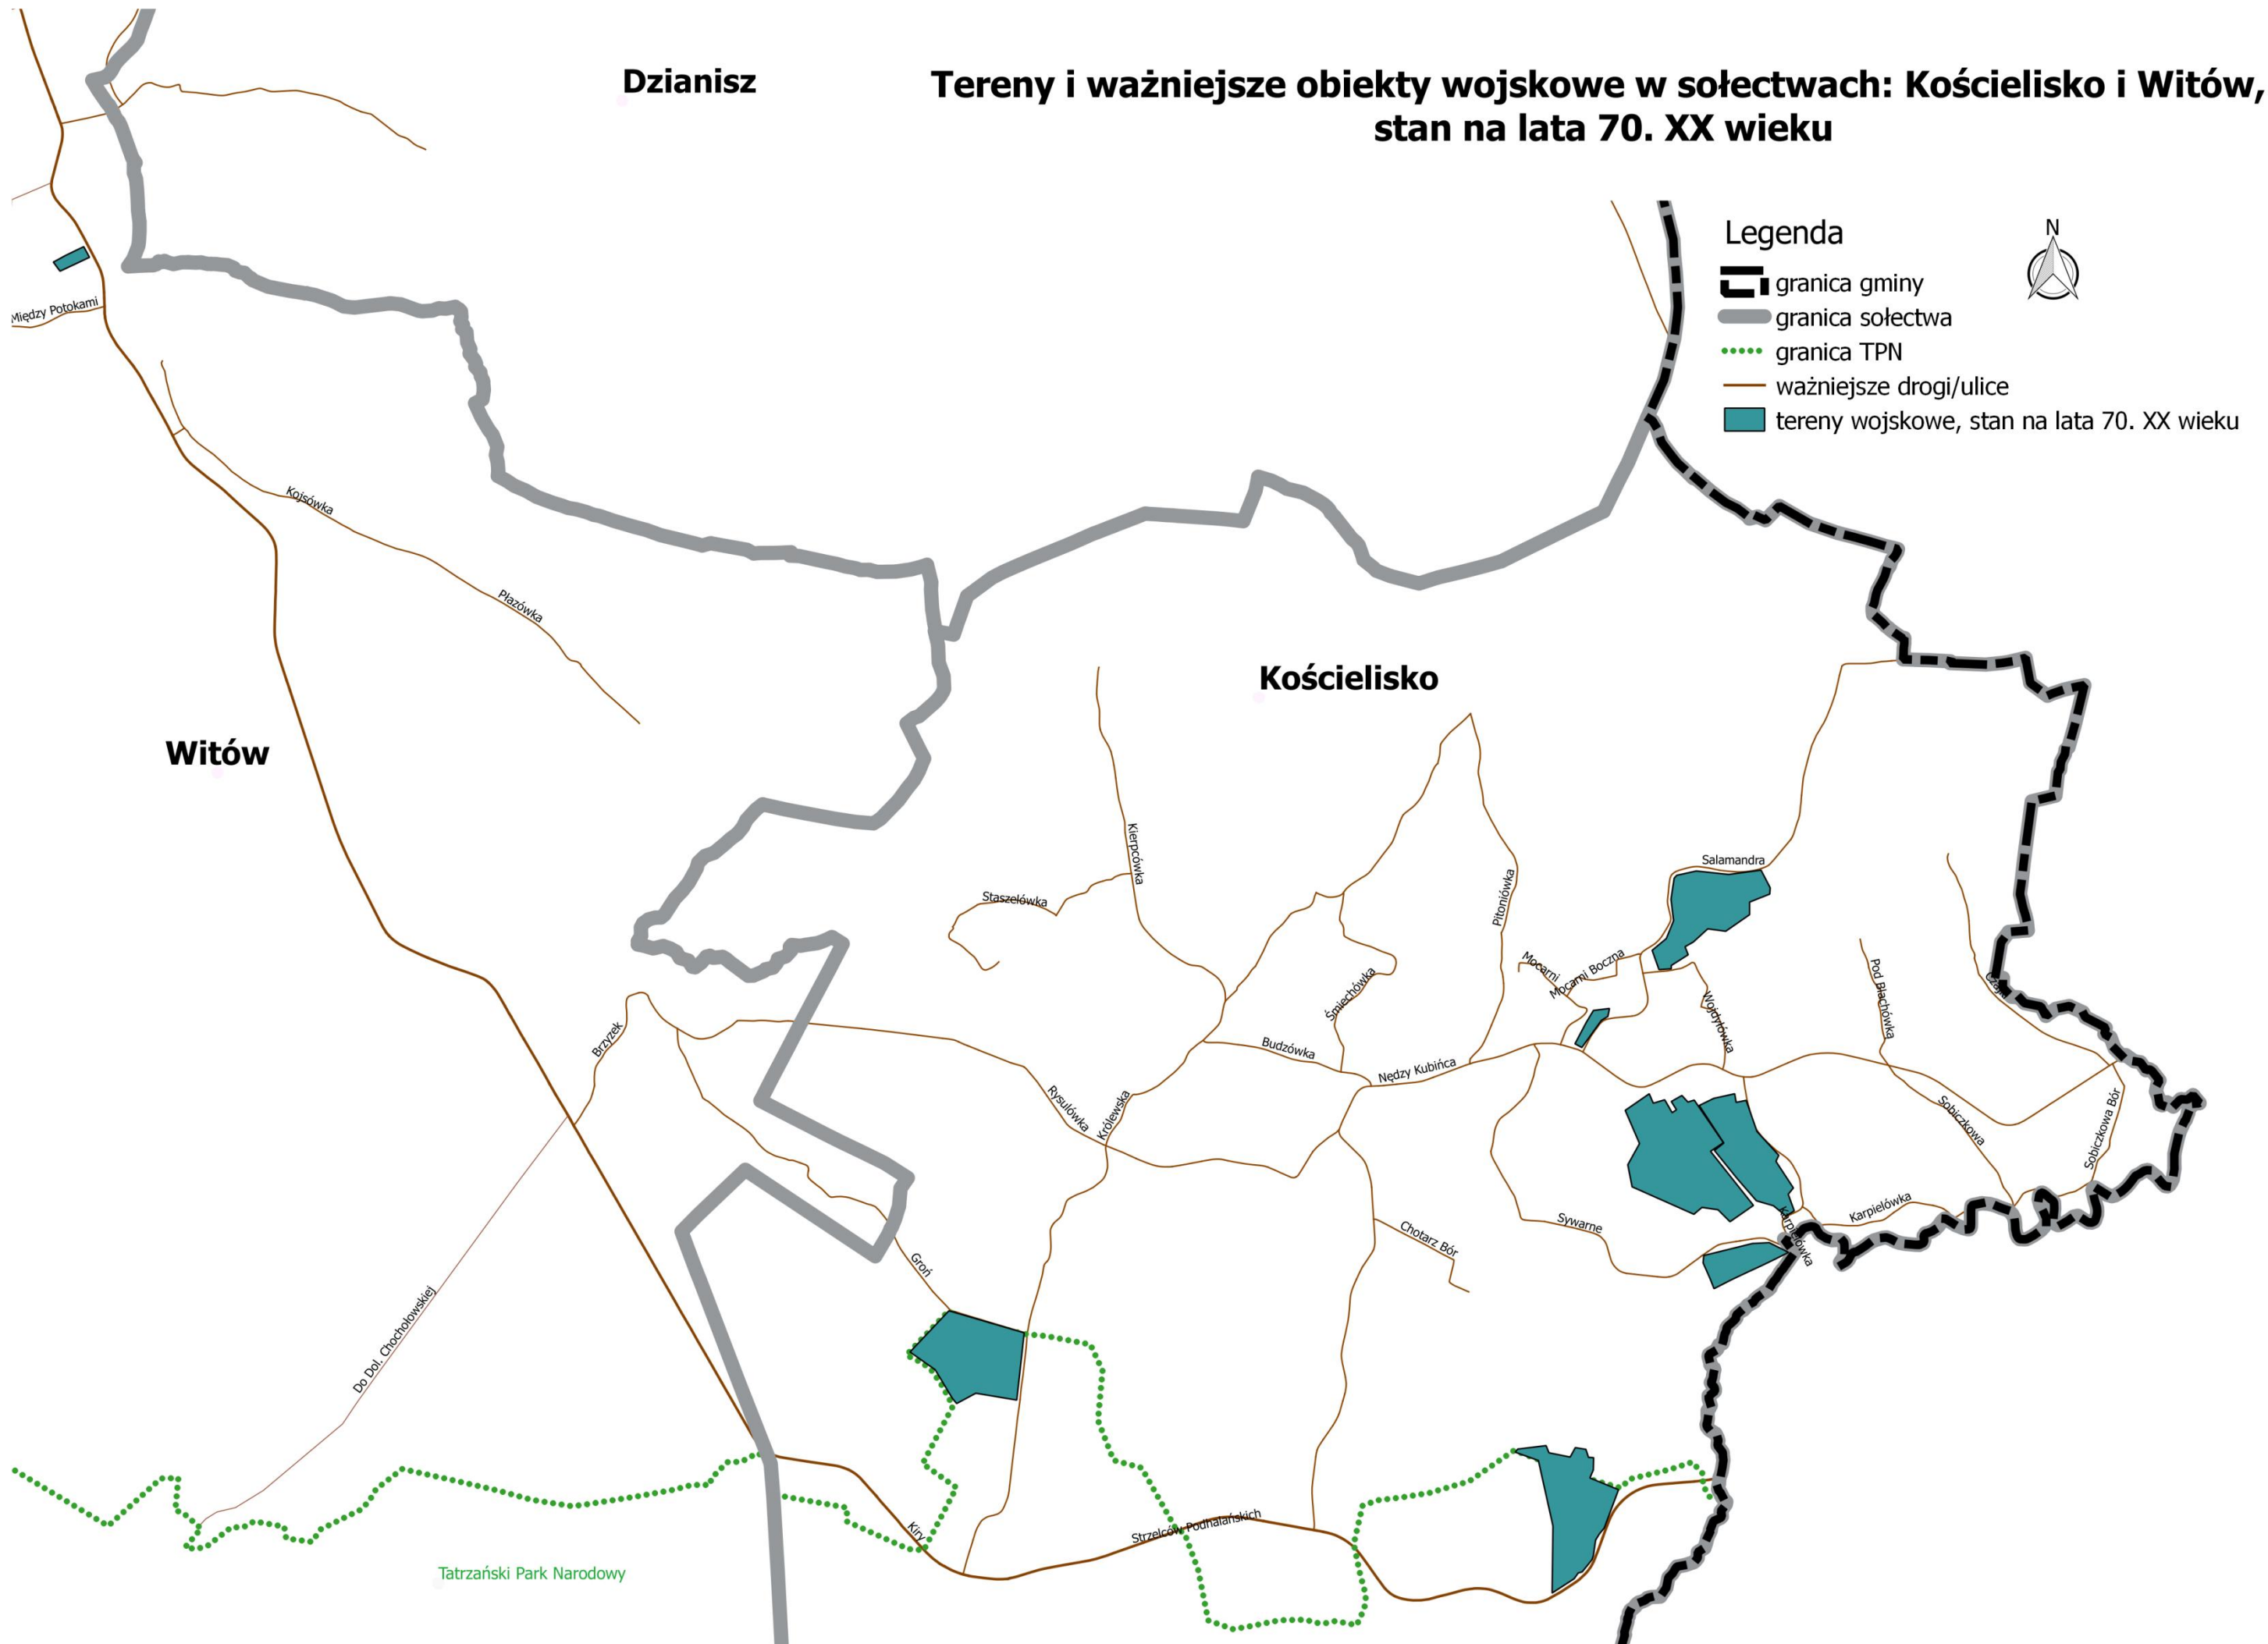 Dzianisz
Tereny i ważniejsze obiekty wojskowe w sołectwach: Kościelisko i Witów,
stan na lata 70. XX wieku
Legenda
N
granica gminy
granica sołectwa
granica TPN
ważniejsze drogi/ulice
tereny wojskowe, stan na lata 70. XX wieku
Między Potokami
Kojsówka
Płazówka
Kościelisko
Witów
Kierpcówka
Salamandra
Staszelówka
Pitoniówka
Mocarni
Mocarni Boczna
Śmiechówka
Wojdyłówka
Pod Blachówka
Brzyzek
Budzówka
Nędzy Kubińca
Rysulówka
Królewska
Sobiczkowa
Sobiczkowa Bór
Karpielówka
Karpielówka
Sywarne
Chotarz Bór
Groń
Do Dol. Chochołowskiej
Kiry
Strzelców Podhalańskich
Tatrzański Park Narodowy